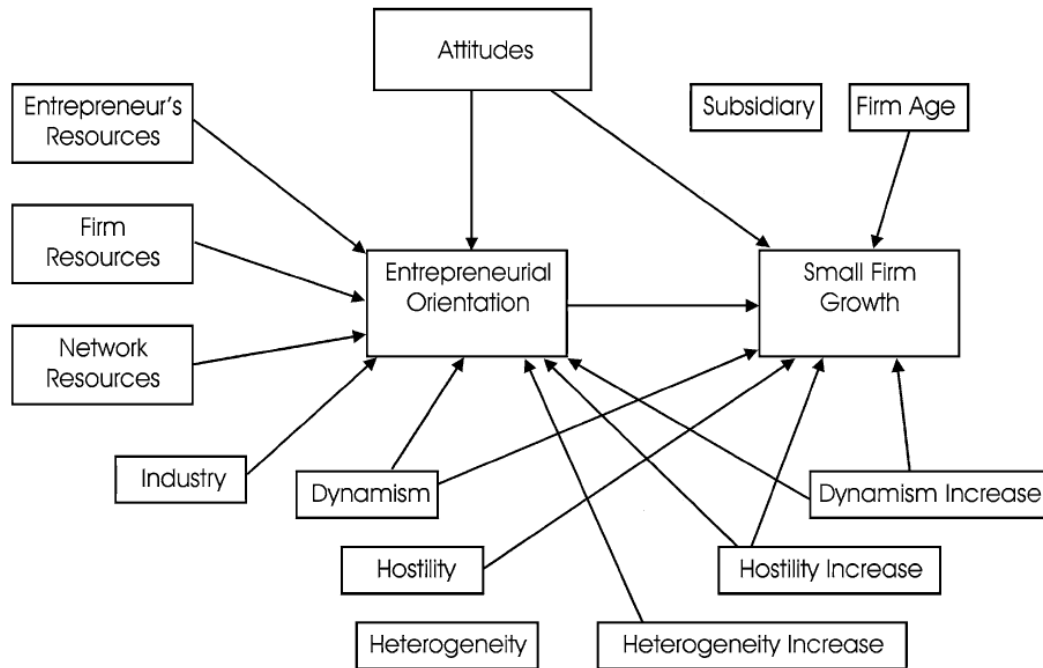 Attitudes
Subsidiary
Firm Age
Entrepreneur's
Resources
Firm
Resources
Entrepreneurial
Orientation
Small Firm
Growth
Network
Resources
Industry
Dynamism
Dynamism Increase
Hostility
Hostility Increase
Heterogeneity
Heterogeneity Increase